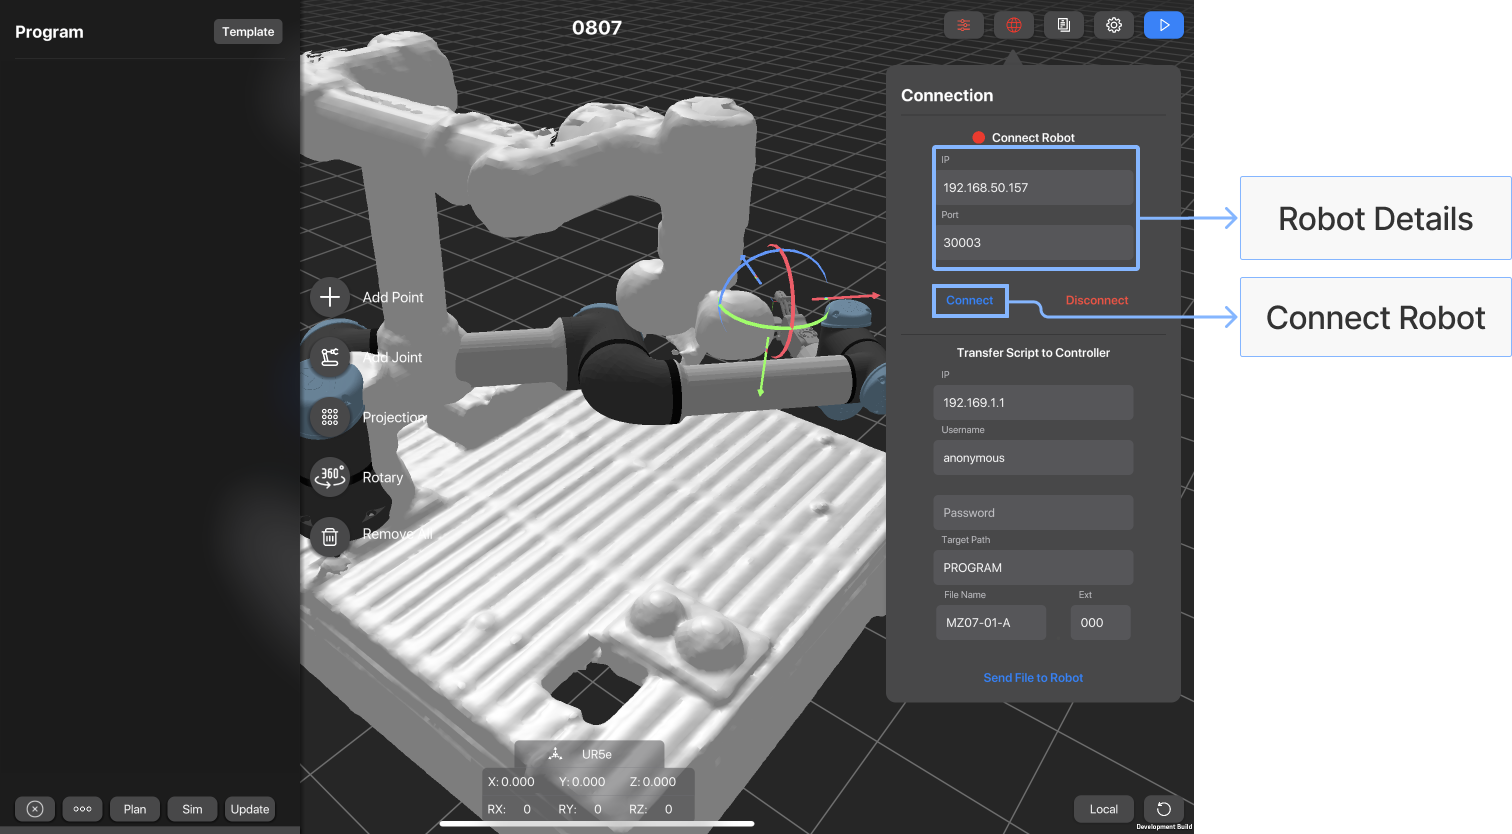 Program
Template
0807
Connection
Connect Robot
IP
192.168.50.157
Port
30003
Connect
Disconnect
Robot Details
Connect Robot
Transfer Script to Controller
IP
192.169.1.1
Username
anonymous
Password
Target Path
PROGRAM
File Name Ext
MZ07-01-A 000
Send File to Robot
Add Point
Add Joint
Projection
360°
Rotary
Remove All
UR5e
X: 0.000 Y: 0.000 Z: 0.000
RX: 0 RY: 0 RZ: 0
Plan
Sim
Update
Local
Development Build